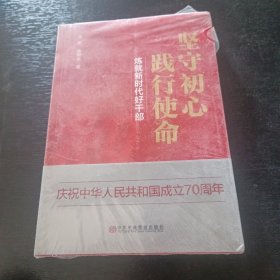 坚守初心
践行使命
炼就新时代好干部
庆祝中华人民共和国成立70周年